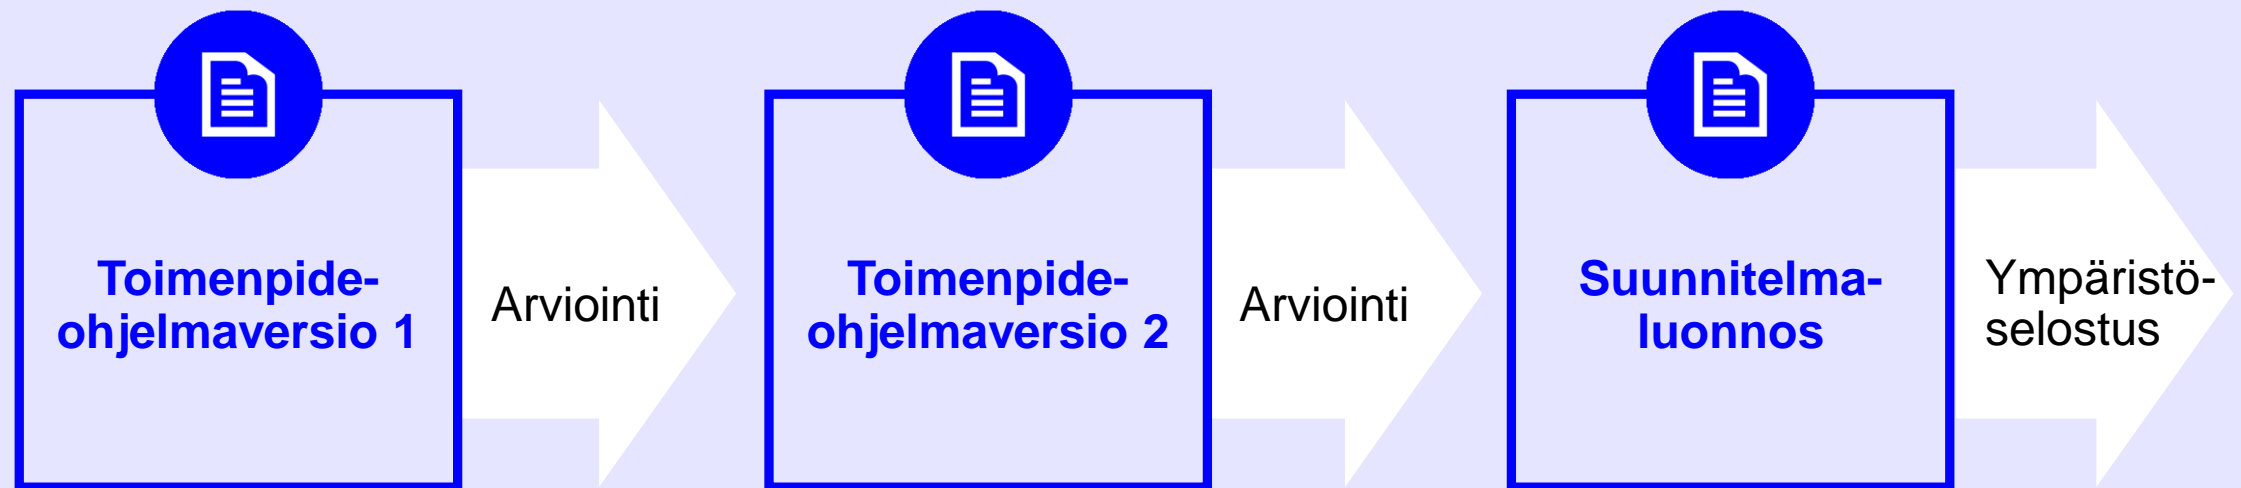 Toimenpide-
ohjelmaversio 1
Arviointi
Toimenpide-
ohjelmaversio 2
Arviointi
Suunnitelma-
luonnos
Ympäristö-
selostus